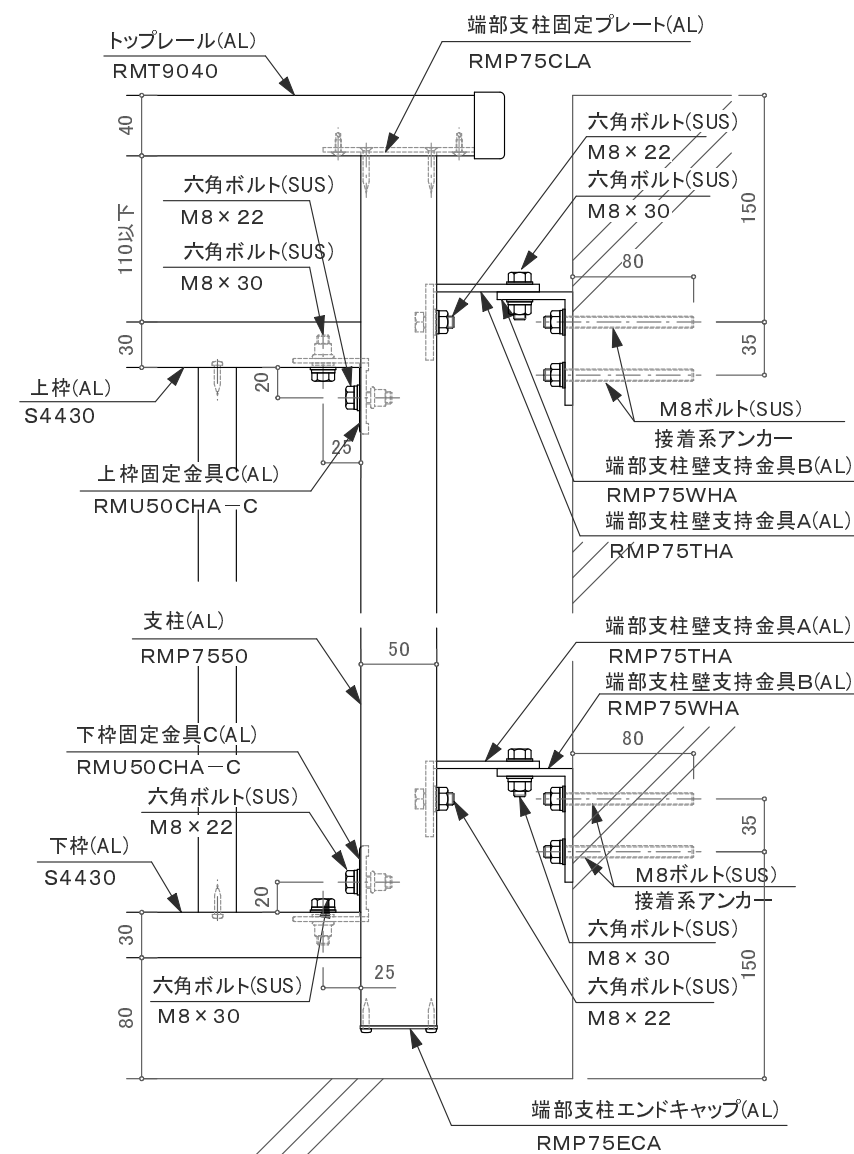 端部支柱固定プレート(AL)
RMP75CLA
トップレール(AL)
RMT9040
40
六角ボルト(SUS)
M8×22
六角ボルト(SUS)
M8×30
150
六角ボルト(SUS)
M8×22
六角ボルト(SUS)
M8×30
110以下
80
30
35
20
上枠(AL)
S4430
M8ボルト(SUS)
接着系アンカー
25
上枠固定金具C(AL)
RMU50CHA-C
端部支柱壁支持金具B(AL)
RMP75WHA
端部支柱壁支持金具A(AL)
RMP75THA
支柱(AL)
RMP7550
50
端部支柱壁支持金具A(AL)
RMP75THA
端部支柱壁支持金具B(AL)
RMP75WHA
下枠固定金具C(AL)
RMU50CHA-C
80
六角ボルト(SUS)
M8×22
35
下枠(AL)
S4430
20
M8ボルト(SUS)
接着系アンカー
30
六角ボルト(SUS)
M8×30
150
25
六角ボルト(SUS)
M8×30
六角ボルト(SUS)
M8×22
80
端部支柱エンドキャップ(AL)
RMP75ECA